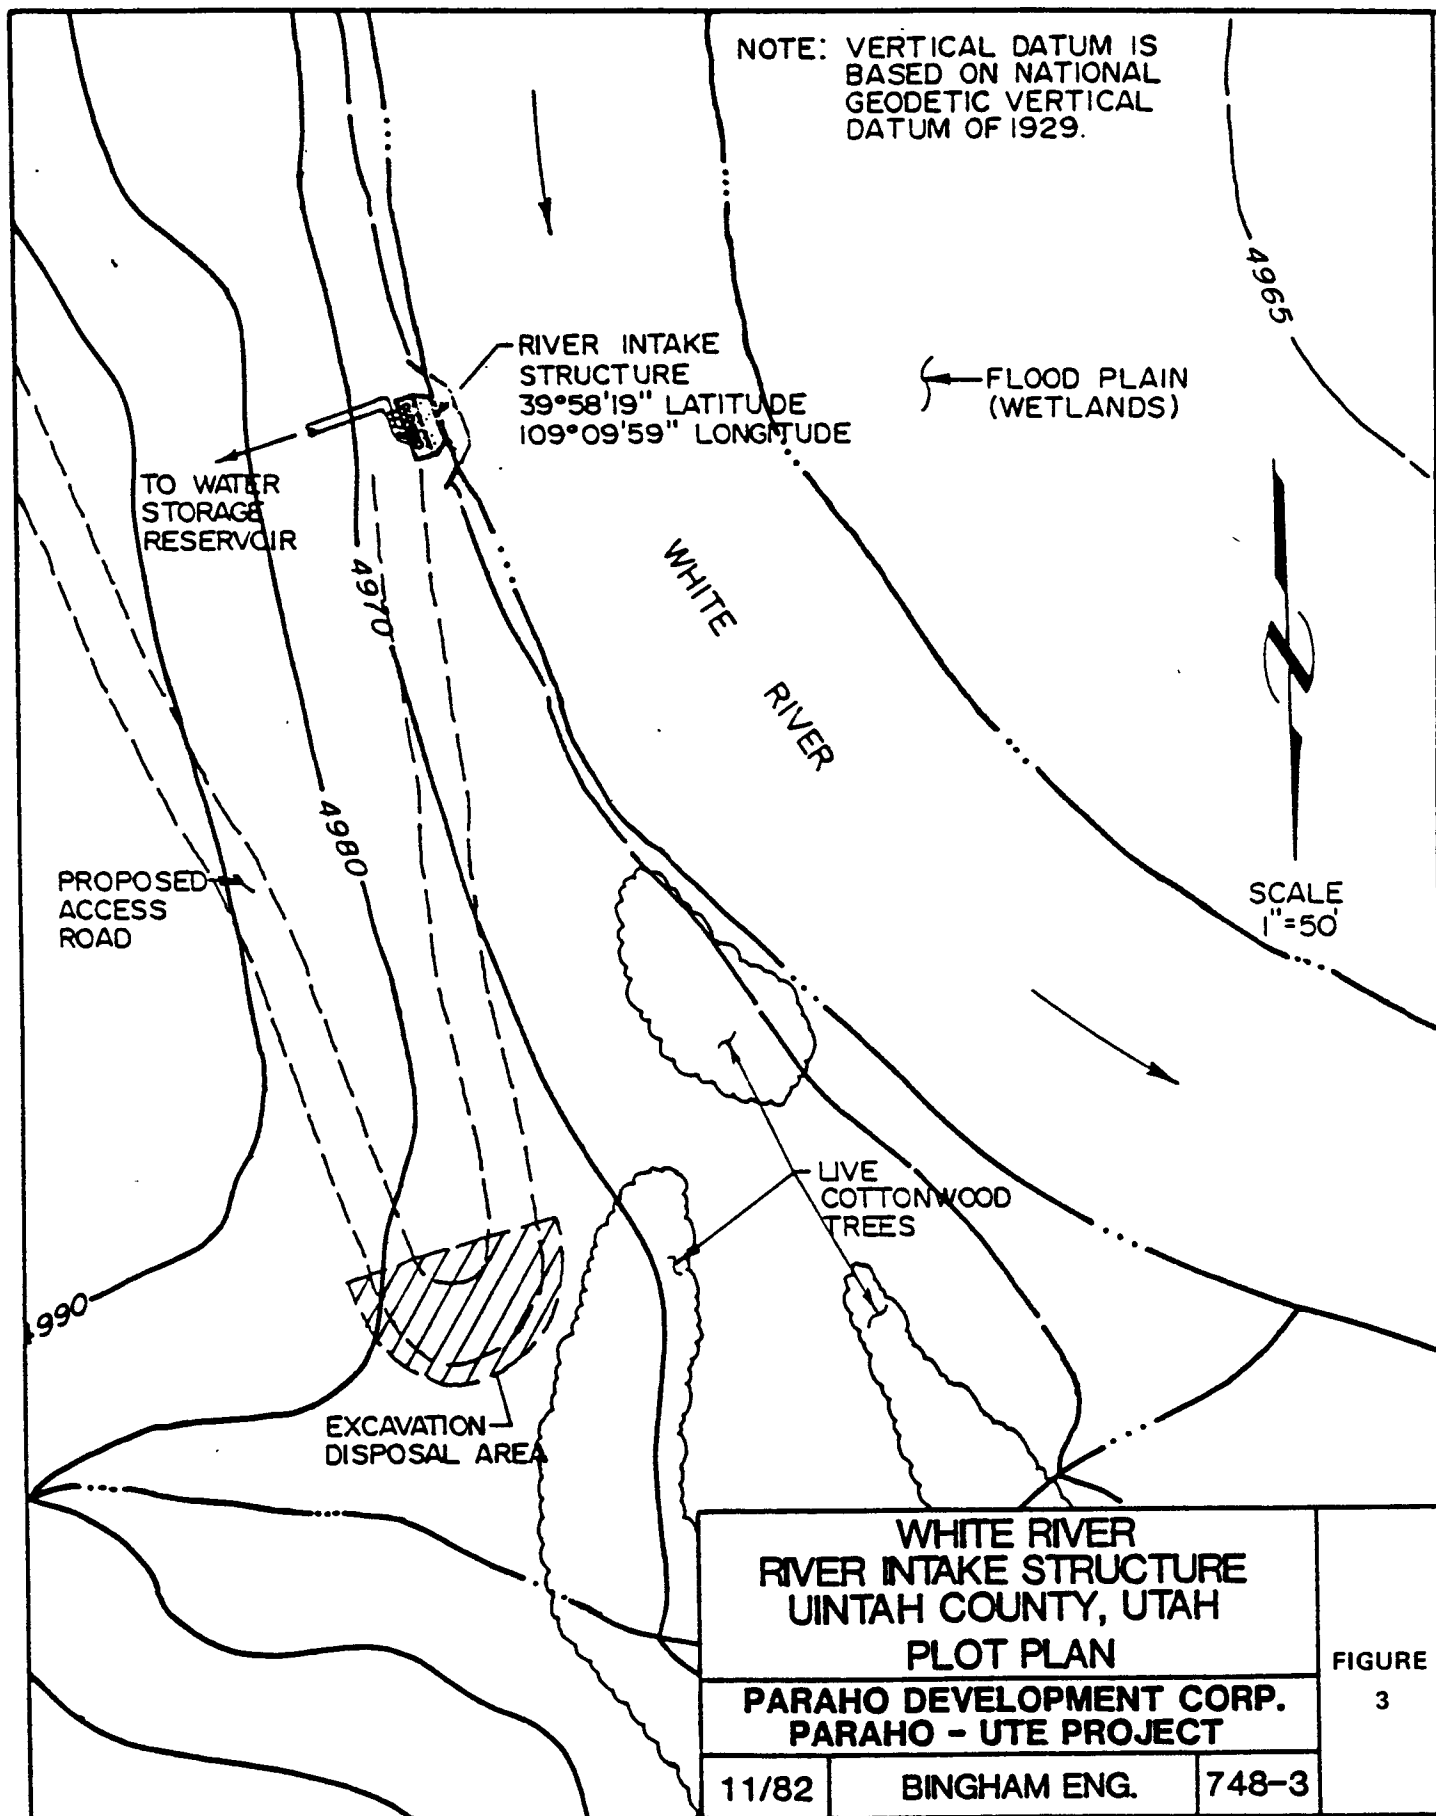 NOTE: VERTICAL DATUM IS
BASED ON NATIONAL
GEODETIC VERTICAL
DATUM OF 1929.
4965
RIVER INTAKE
STRUCTURE
39°58'19" LATITUDE
109°09'59" LONGITUDE
FLOOD PLAIN
(WETLANDS)
TO WATER
STORAGE
RESERVOIR
4970
WHITE RIVER
4980
PROPOSED
ACCESS
ROAD
SCALE
1"=50'
LIVE
COTTONWOOD
TREES
4990
EXCAVATION
DISPOSAL AREA
WHITE RIVER
RIVER INTAKE STRUCTURE
UINTAH COUNTY, UTAH
PLOT PLAN
FIGURE
3
PARAHO DEVELOPMENT CORP.
PARAHO - UTE PROJECT
11/82
BINGHAM ENG.
748-3